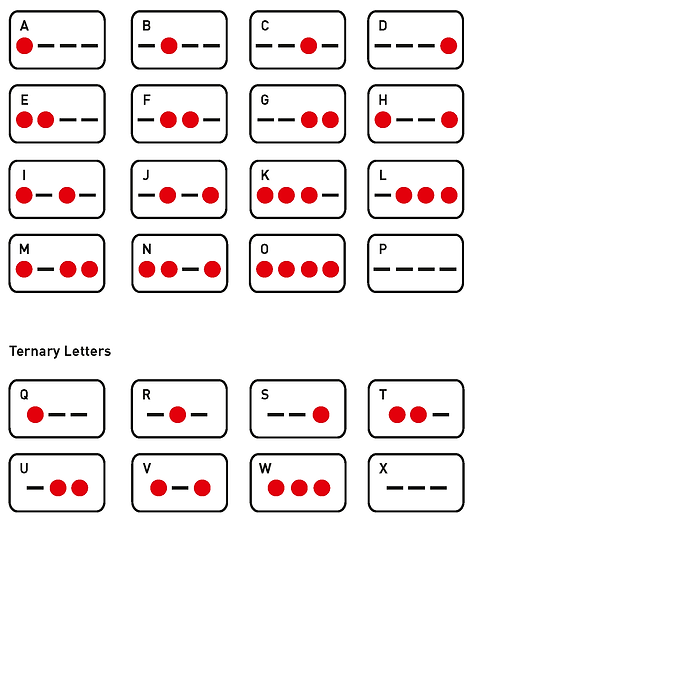 A B C D
E F G H
I J K L
M N O P
Ternary Letters
Q R S T
U V W X